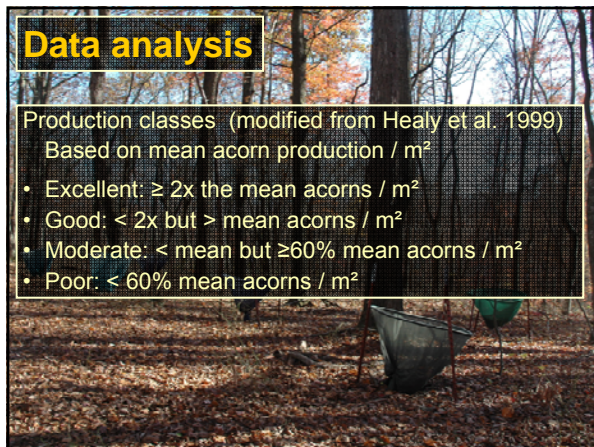 Data analysis
Production classes (modified from Healy et al. 1999)
Based on mean acorn production / m²
• Excellent: ≥ 2x the mean acorns / m²
• Good: < 2x but > mean acorns / m²
• Moderate: < mean but ≥60% mean acorns / m²
• Poor: < 60% mean acorns / m²